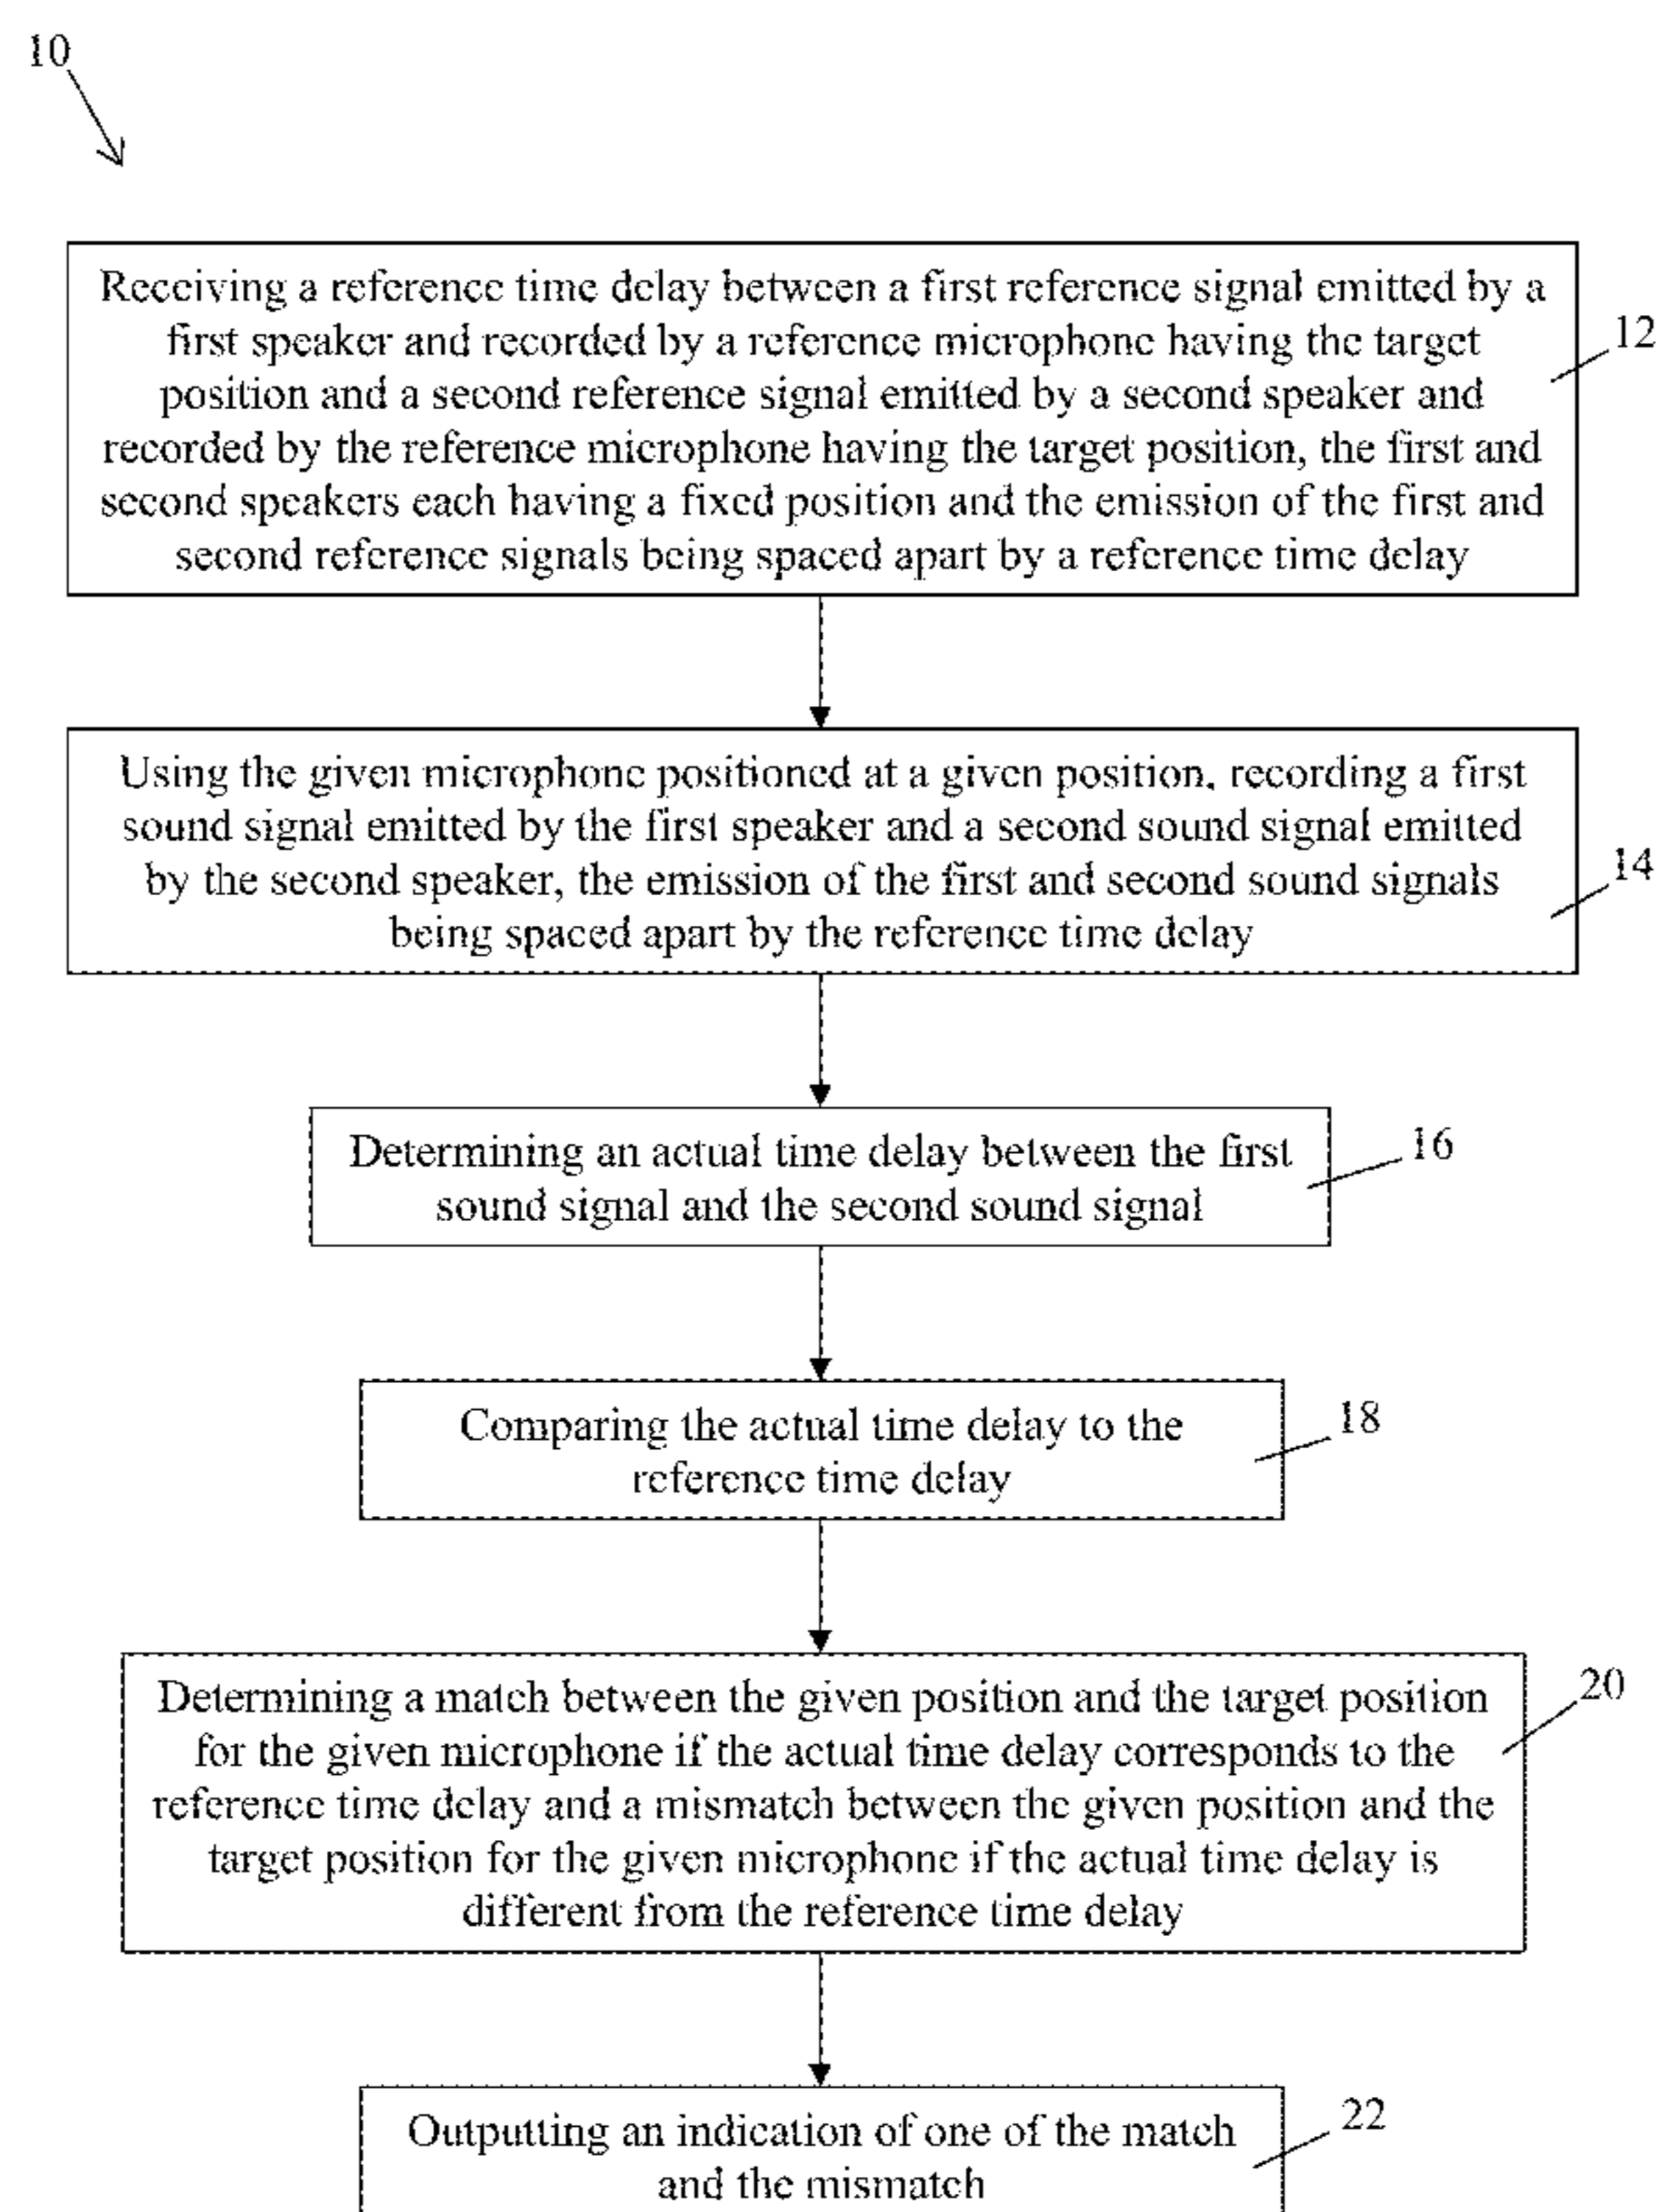 10
Receiving a reference time delay between a first reference signal emitted by a
first speaker and recorded by a reference microphone having the target
position and a second reference signal emitted by a second speaker and
recorded by the reference microphone having the target position, the first and
second speakers each having a fixed position and the emission of the first and
second reference signals being spaced apart by a reference time delay
12
Using the given microphone positioned at a given position, recording a first
sound signal emitted by the first speaker and a second sound signal emitted
by the second speaker, the emission of the first and second sound signals
being spaced apart by the reference time delay
14
Determining an actual time delay between the first
sound signal and the second sound signal
16
Comparing the actual time delay to the
reference time delay
18
Determining a match between the given position and the target position
for the given microphone if the actual time delay corresponds to the
reference time delay and a mismatch between the given position and the
target position for the given microphone if the actual time delay is
different from the reference time delay
20
Outputting an indication of one of the match
and the mismatch
22